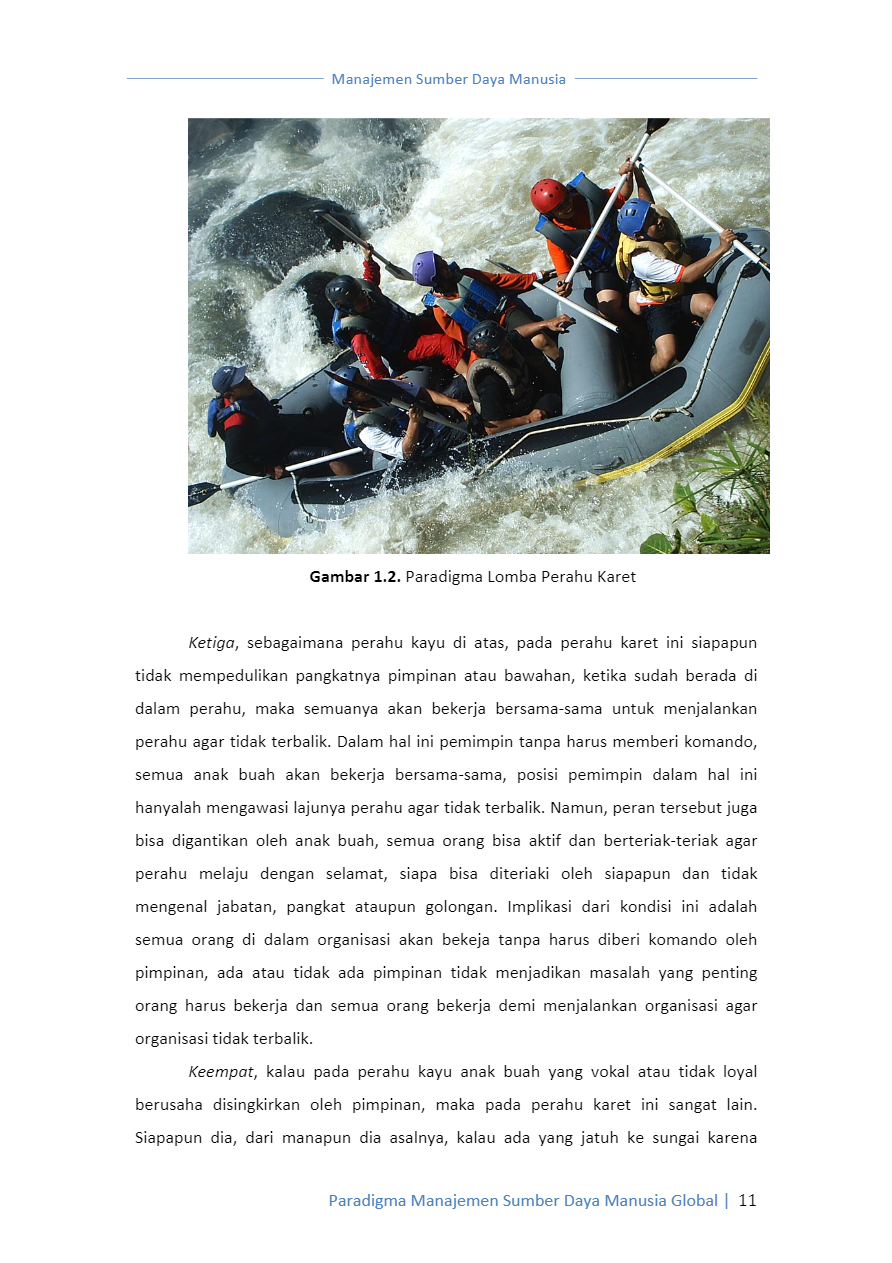 Manajemen Sumber Daya Manusia
Gambar 1.2. Paradigma Lomba Perahu Karet
Ketiga, sebagaimana perahu kayu di atas, pada perahu karet ini siapapun
tidak mempedulikan pangkatnya pimpinan atau bawahan, ketika sudah berada di
dalam perahu, maka semuanya akan bekerja bersama-sama untuk menjalankan
perahu agar tidak terbalik. Dalam hal ini pemimpin tanpa harus memberi komando,
semua anak buah akan bekerja bersama-sama, posisi pemimpin dalam hal ini
hanyalah mengawasi lajunya perahu agar tidak terbalik. Namun, peran tersebut juga
bisa digantikan oleh anak buah, semua orang bisa aktif dan berteriak-teriak agar
perahu melaju dengan selamat, siapa bisa diteriaki oleh siapapun dan tidak
mengenal jabatan, pangkat ataupun golongan. Implikasi dari kondisi ini adalah
semua orang di dalam organisasi akan bekeja tanpa harus diberi komando oleh
pimpinan, ada atau tidak ada pimpinan tidak menjadikan masalah yang penting
orang harus bekerja dan semua orang bekerja demi menjalankan organisasi agar
organisasi tidak terbalik.
Keempat, kalau pada perahu kayu anak buah yang vokal atau tidak loyal
berusaha disingkirkan oleh pimpinan, maka pada perahu karet ini sangat lain.
Siapapun dia, dari manapun dia asalnya, kalau ada yang jatuh ke sungai karena
Paradigma Manajemen Sumber Daya Manusia Global | 11